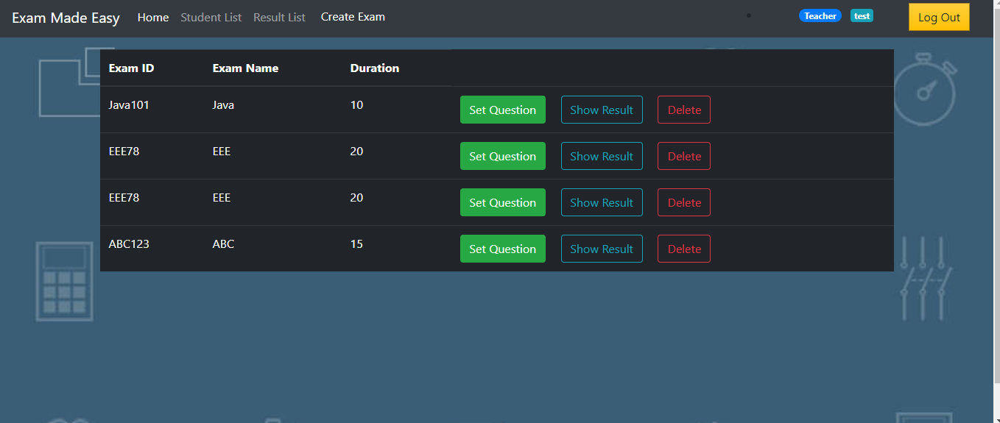 Exam Made Easy Home Student List Result List Create Exam Teacher test Log Out
Exam ID Exam Name Duration
Java101 Java 10 Set Question Show Result Delete
EEE78 EEE 20 Set Question Show Result Delete
EEE78 EEE 20 Set Question Show Result Delete
ABC123 ABC 15 Set Question Show Result Delete